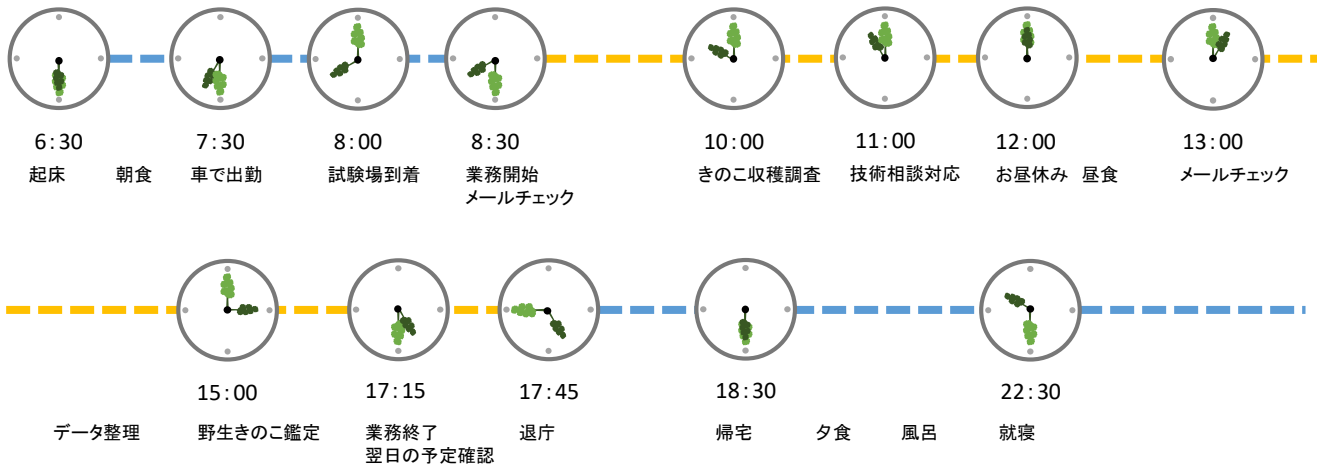 6:30 7:30 8:00 8:30 10:00 11:00 12:00 13:00
起床 朝食 車で出勤 試験場到着 業務開始 きのこ収穫調査 技術相談対応 お昼休み 昼食 メールチェック
メールチェック
15:00 17:15 17:45 18:30 22:30
データ整理 野生きのこ鑑定 業務終了 退庁 帰宅 夕食 風呂 就寝
翌日の予定確認